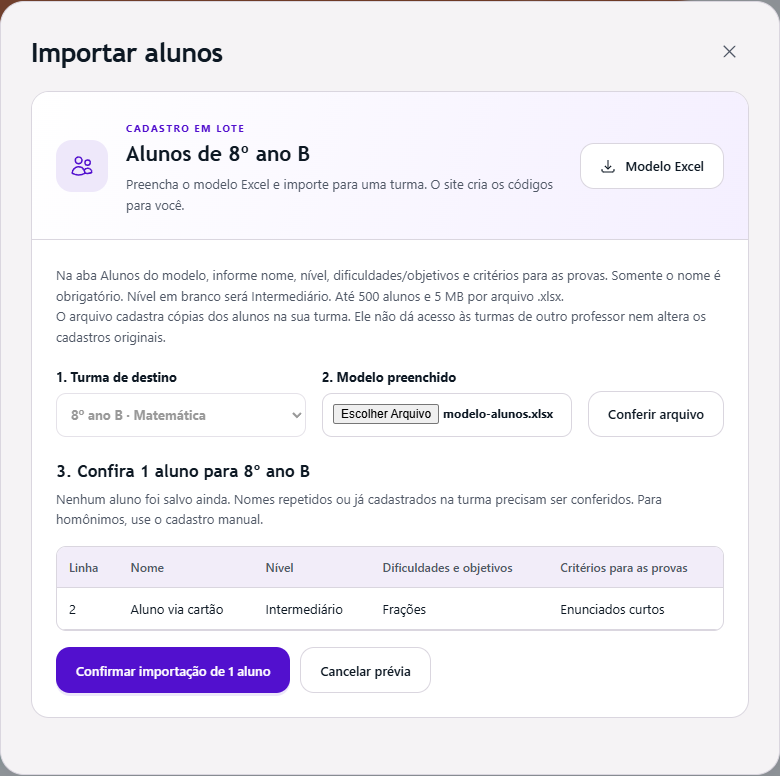 Importar alunos
CADASTRO EM LOTE
Alunos de 8º ano B
Preencha o modelo Excel e importe para uma turma. O site cria os códigos
para você.
Modelo Excel
Na aba Alunos do modelo, informe nome, nível, dificuldades/objetivos e critérios para as provas. Somente o nome é
obrigatório. Nível em branco será Intermediário. Até 500 alunos e 5 MB por arquivo .xlsx.
O arquivo cadastra cópias dos alunos na sua turma. Ele não dá acesso às turmas de outro professor nem altera os
cadastros originais.
1. Turma de destino
2. Modelo preenchido
8º ano B · Matemática
Escolher Arquivo modelo-alunos.xlsx
Conferir arquivo
3. Confira 1 aluno para 8º ano B
Nenhum aluno foi salvo ainda. Nomes repetidos ou já cadastrados na turma precisam ser conferidos. Para
homônimos, use o cadastro manual.
Linha Nome Nível Dificuldades e objetivos Critérios para as provas
2 Aluno via cartão Intermediário Frações Enunciados curtos
Confirmar importação de 1 aluno
Cancelar prévia